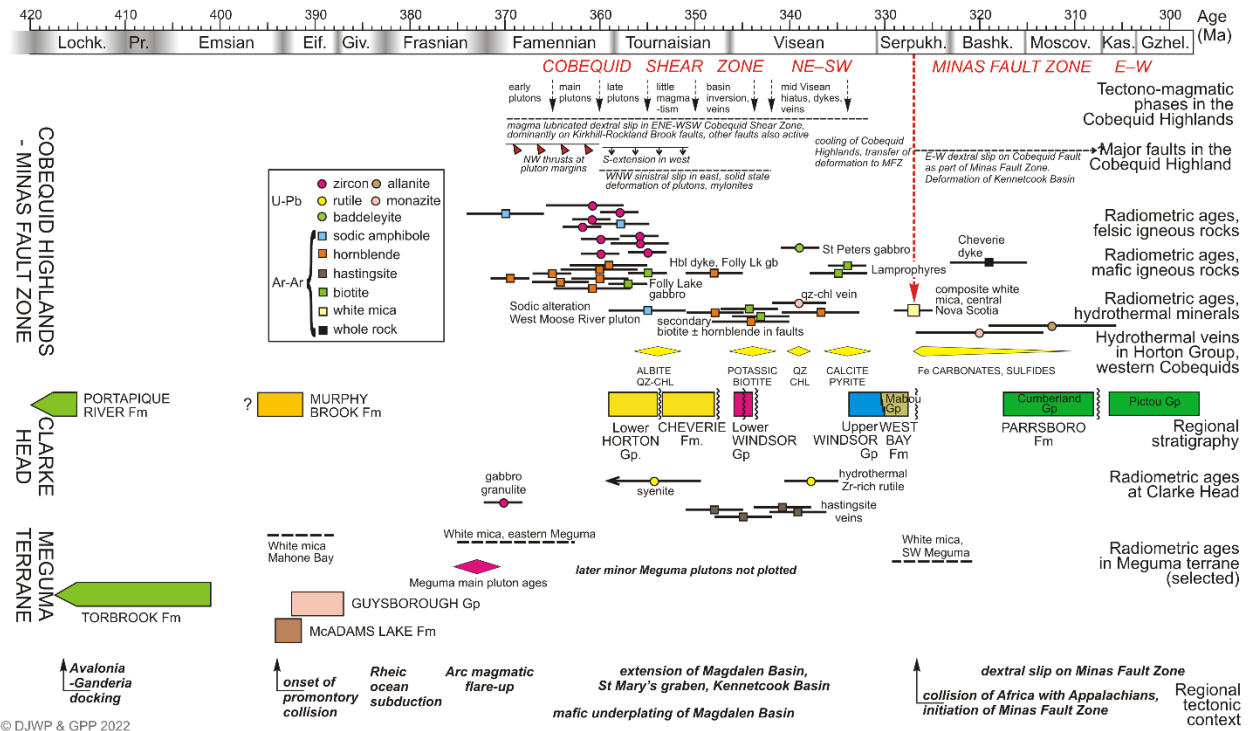 420 410 400 390 380 370 360 350 340 330 320 310 300 Age
(Ma)
Lochk. Pr. Emsian Eif. Giv. Frasnian Famennian Tournaisian Visean Serpukh. Bashk. Moscov. Kas. Gzhel.
COBEQUID SHEAR ZONE NE–SW MINAS FAULT ZONE E–W
early
plutons
main
plutons
late
plutons
little
magma
-tism
basin
inversion,
veins
mid Visean
hiatus, dykes,
veins
Tectono-magmatic
phases in the
Cobequid Highlands
magma lubricated dextral slip in ENE-WSW Cobequid Shear Zone,
dominantly on Kirkhill-Rockland Brook faults, other faults also active
NW thrusts at
pluton margins
S-extension in west
WNW sinistral slip in east, solid state
deformation of plutons, mylonites
cooling of Cobequid
Highlands, transfer of
deformation to MFZ
E-W dextral slip on Cobequid Fault
as part of Minas Fault Zone.
Deformation of Kennetcook Basin
Major faults in the
Cobequid Highland
COBEQUID HIGHLANDS
- MINAS FAULT ZONE
U-Pb
zircon
allanite
rutile
monazite
baddeleyite
Ar-Ar
sodic amphibole
hornblende
hastingsite
biotite
white mica
whole rock
Radiometric ages,
felsic igneous rocks
St Peters gabbro
Cheverie
dyke
Hbl dyke, Folly Lk gb
Lamprophyres
Folly Lake
gabbro
Radiometric ages,
mafic igneous rocks
Sodic alteration
West Moose River pluton
qz-chl vein
secondary
biotite ± hornblende in faults
composite white
mica, central
Nova Scotia
Radiometric ages,
hydrothermal minerals
Hydrothermal veins
in Horton Group,
western Cobequids
ALBITE
QZ-CHL
POTASSIC
BIOTITE
QZ
CHL
CALCITE
PYRITE
Fe CARBONATES, SULFIDES
PORTAPIQUE
RIVER Fm
?
MURPHY
BROOK Fm
Lower
HORTON
Gp.
CHEVERIE
Fm.
Lower
WINDSOR
Gp
Upper
WINDSOR
Gp
Mabou
Gp
WEST
BAY
Fm
Cumberland
Gp
PARRSBORO
Fm
Pictou Gp
Regional
stratigraphy
CLARKE
HEAD
gabbro
granulite
syenite
hydrothermal
Zr-rich rutile
hastingsite
veins
Radiometric ages
at Clarke Head
MEGUMA
TERRANE
White mica
Mahone Bay
White mica, eastern Meguma
White mica,
SW Meguma
Meguma main pluton ages
later minor Meguma plutons not plotted
Radiometric ages
in Meguma terrane
(selected)
TORBROOK Fm
GUYSBOROUGH Gp
McADAMS LAKE Fm
Avalonia
-Ganderia
docking
onset of
promontory
collision
Rheic
ocean
subduction
Arc magmatic
flare-up
extension of Magdalen Basin,
St Mary's graben, Kennetcook Basin
mafic underplating of Magdalen Basin
dextral slip on Minas Fault Zone
collision of Africa with Appalachians,
initiation of Minas Fault Zone
Regional
tectonic
context
© DJWP & GPP 2022